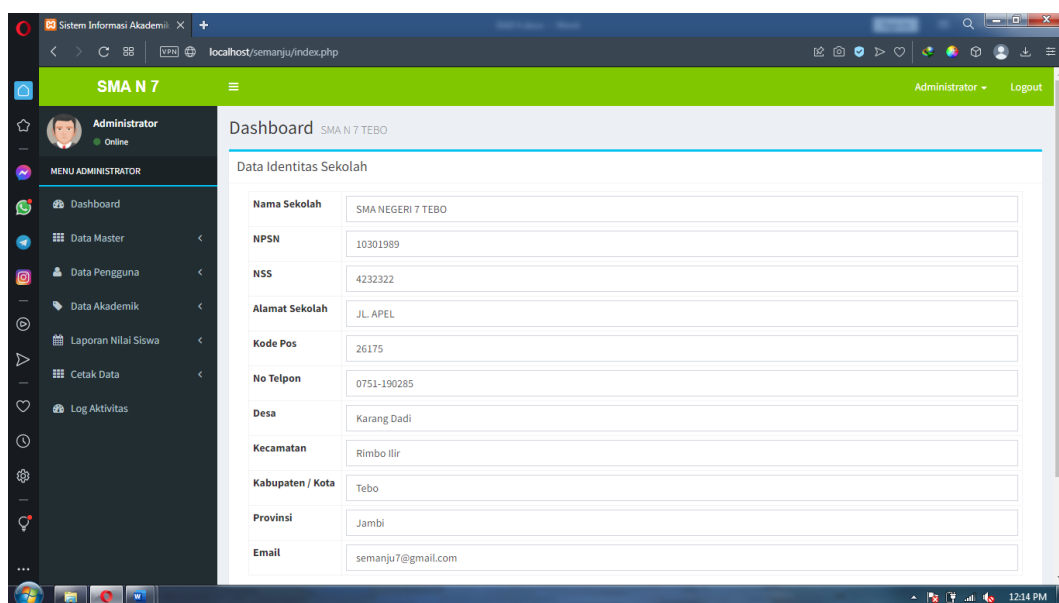 Sistem Informasi Akademi
VPN
localhost/semanju/index.php
SMA N 7
Administrator
Logout
Administrator
Online
Dashboard SMA N 7 TEBO
MENU ADMINISTRATOR
Data Identitas Sekolah
Dashboard
Data Master
Data Pengguna
Data Akademik
Laporan Nilai Siswa
Cetak Data
Log Aktivitas
Nama Sekolah SMA NEGERI 7 TEBO
NPSN 10301989
NSS 4232322
Alamat Sekolah JL. APEL
Kode Pos 26175
No Telpon 0751-190285
Desa Karang Dadi
Kecamatan Rimbo Ilir
Kabupaten / Kota Tebo
Provinsi Jambi
Email semanju7@gmail.com
12:14 PM